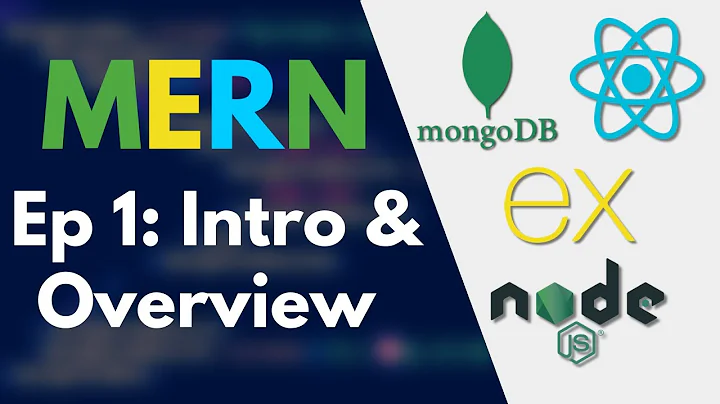 MERN
Ep 1: Intro &
Overview
mongoDB
ex
node
JS